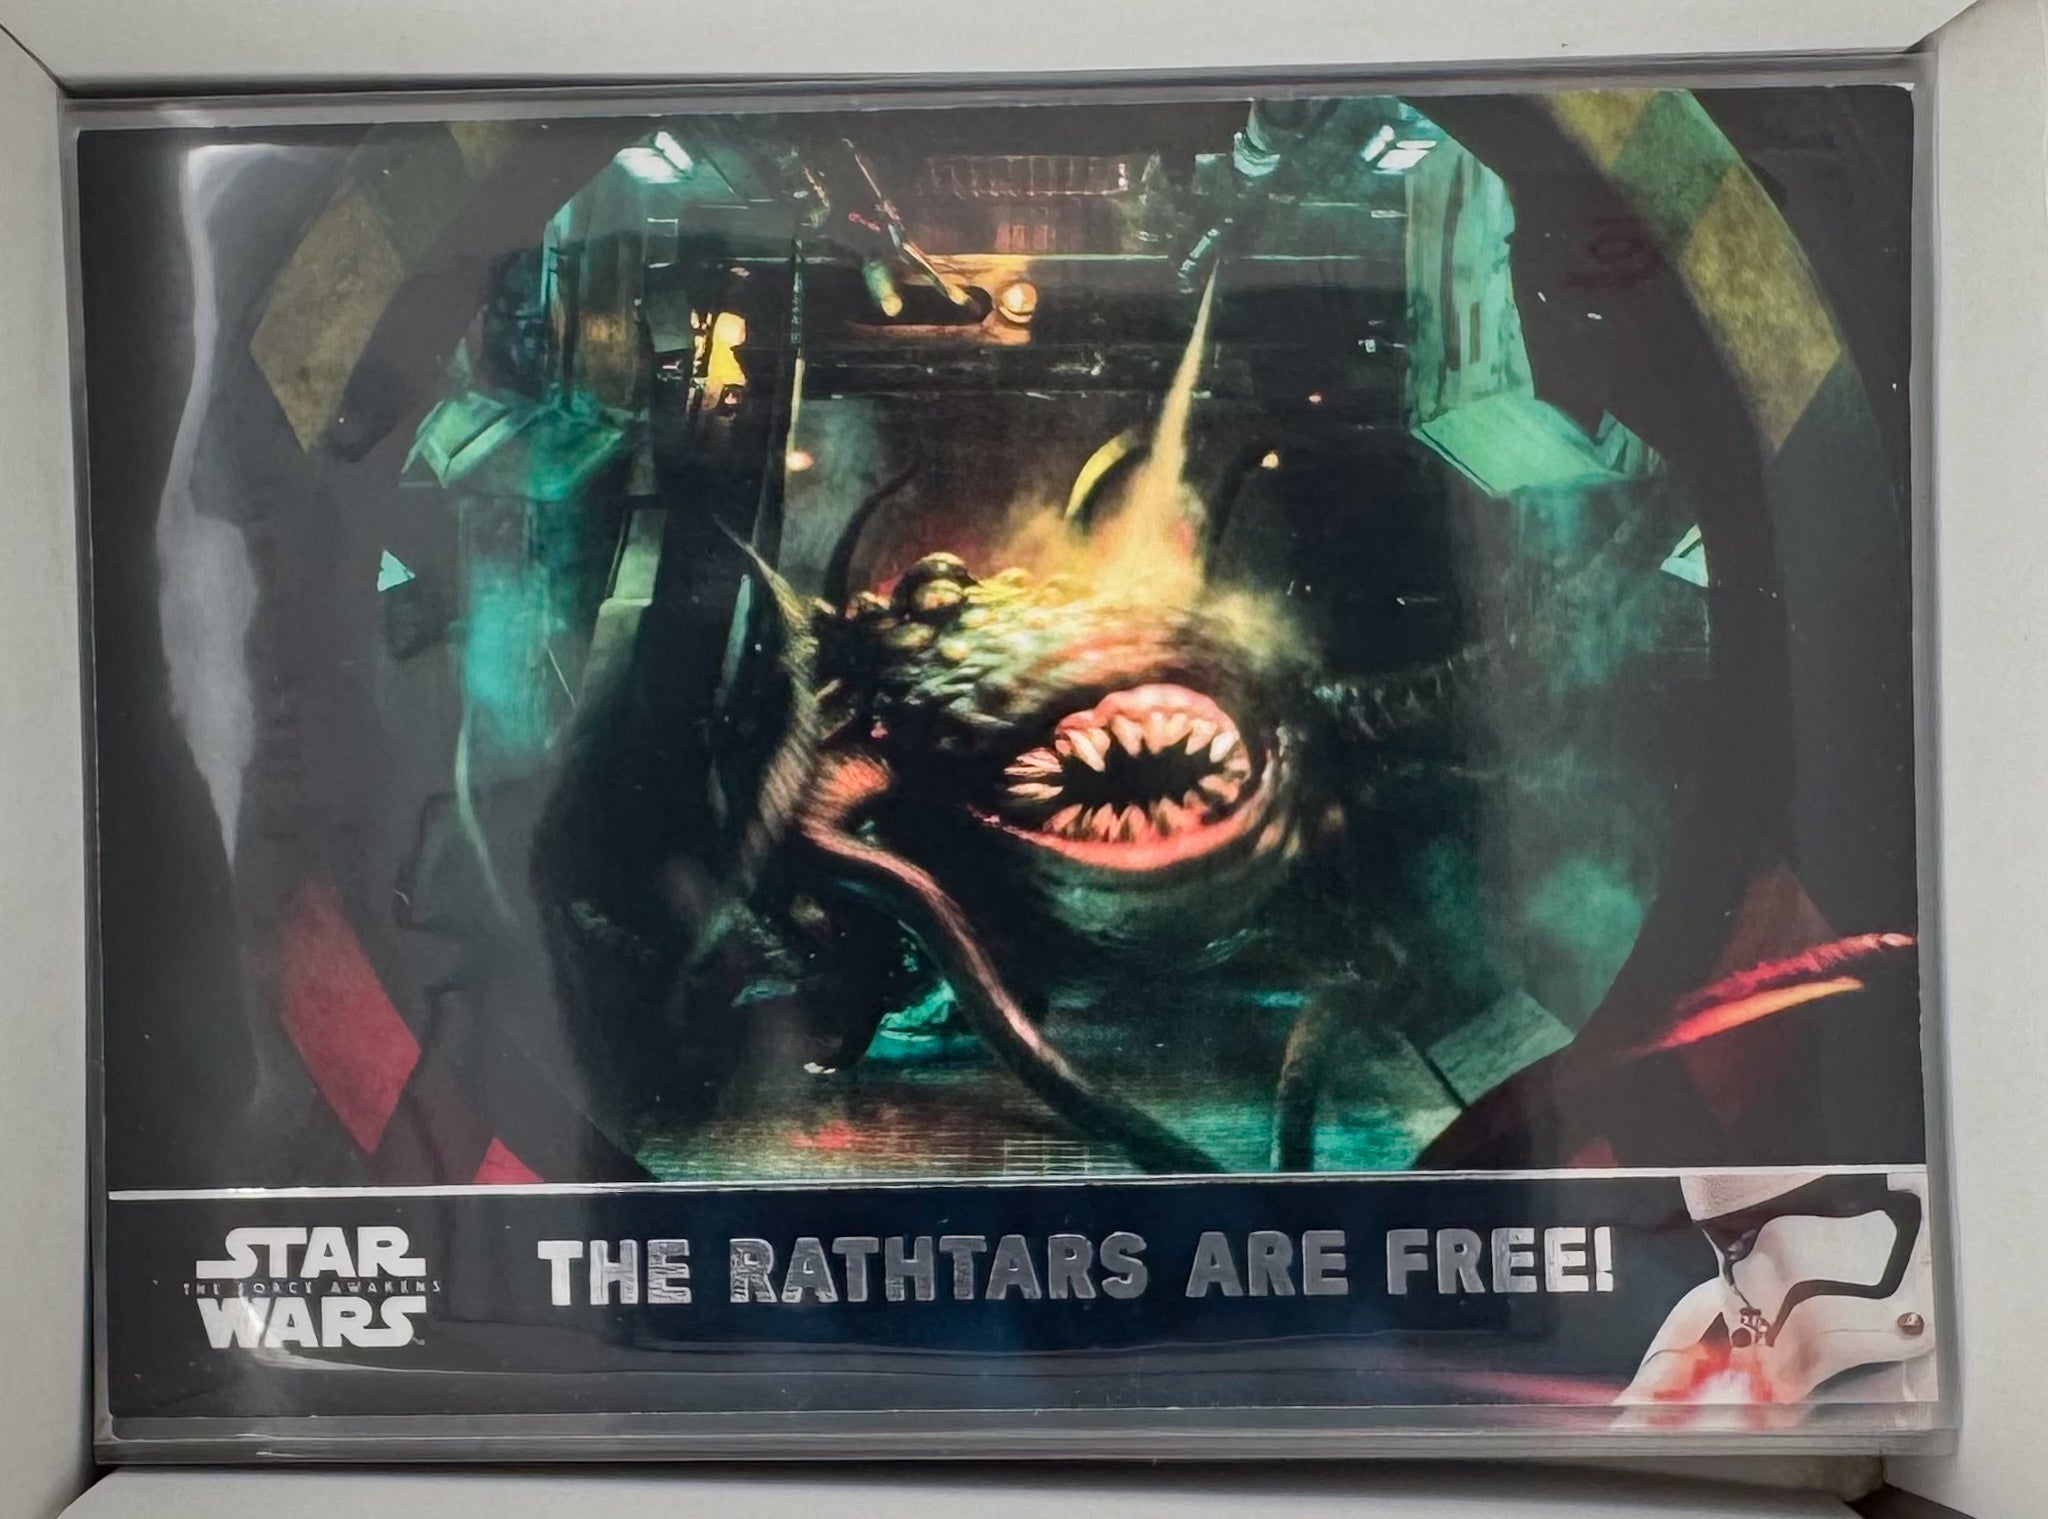 STAR
THE FORCE AWAKENS
WARS
THE RATHTARS ARE FREE!